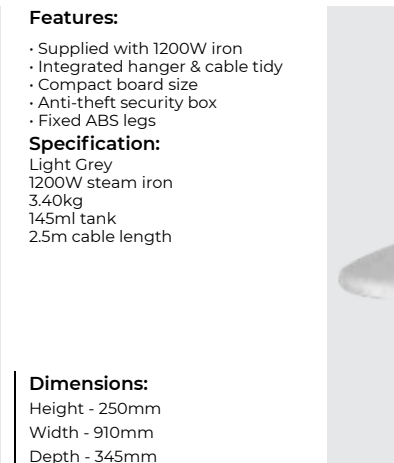 Features:
· Supplied with 1200W iron
· Integrated hanger & cable tidy
· Compact board size
· Anti-theft security box
· Fixed ABS legs
Specification:
Light Grey
1200W steam iron
3.40kg
145ml tank
2.5m cable length
Dimensions:
Height - 250mm
Width - 910mm
Depth - 345mm